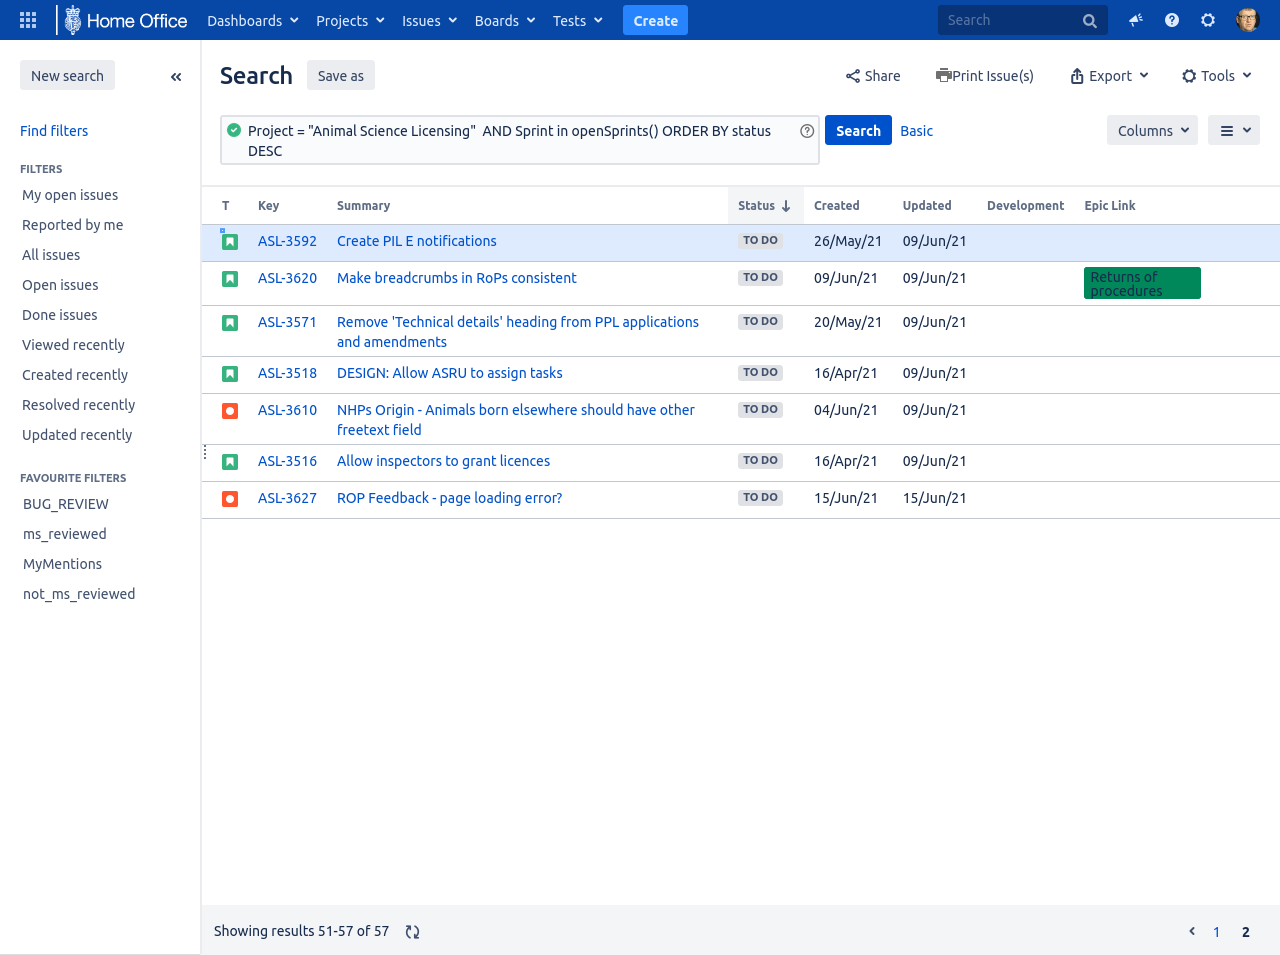 Home Office Dashboards Projects Issues Boards Tests Create Search
New search
Find filters
FILTERS
My open issues
Reported by me
All issues
Open issues
Done issues
Viewed recently
Created recently
Resolved recently
Updated recently
FAVOURITE FILTERS
BUG_REVIEW
ms_reviewed
MyMentions
not_ms_reviewed
Search Save as Share Print Issue(s) Export Tools
Project = "Animal Science Licensing"  AND Sprint in openSprints() ORDER BY status
DESC
Search Basic Columns
T Key Summary Status Created Updated Development Epic Link
ASL-3592 Create PIL E notifications TO DO 26/May/21 09/Jun/21
ASL-3620 Make breadcrumbs in RoPs consistent TO DO 09/Jun/21 09/Jun/21 Returns of
procedures
ASL-3571 Remove 'Technical details' heading from PPL applications TO DO 20/May/21 09/Jun/21
and amendments
ASL-3518 DESIGN: Allow ASRU to assign tasks TO DO 16/Apr/21 09/Jun/21
ASL-3610 NHPs Origin - Animals born elsewhere should have other TO DO 04/Jun/21 09/Jun/21
freetext field
ASL-3516 Allow inspectors to grant licences TO DO 16/Apr/21 09/Jun/21
ASL-3627 ROP Feedback - page loading error? TO DO 15/Jun/21 15/Jun/21
Showing results 51-57 of 57 1 2